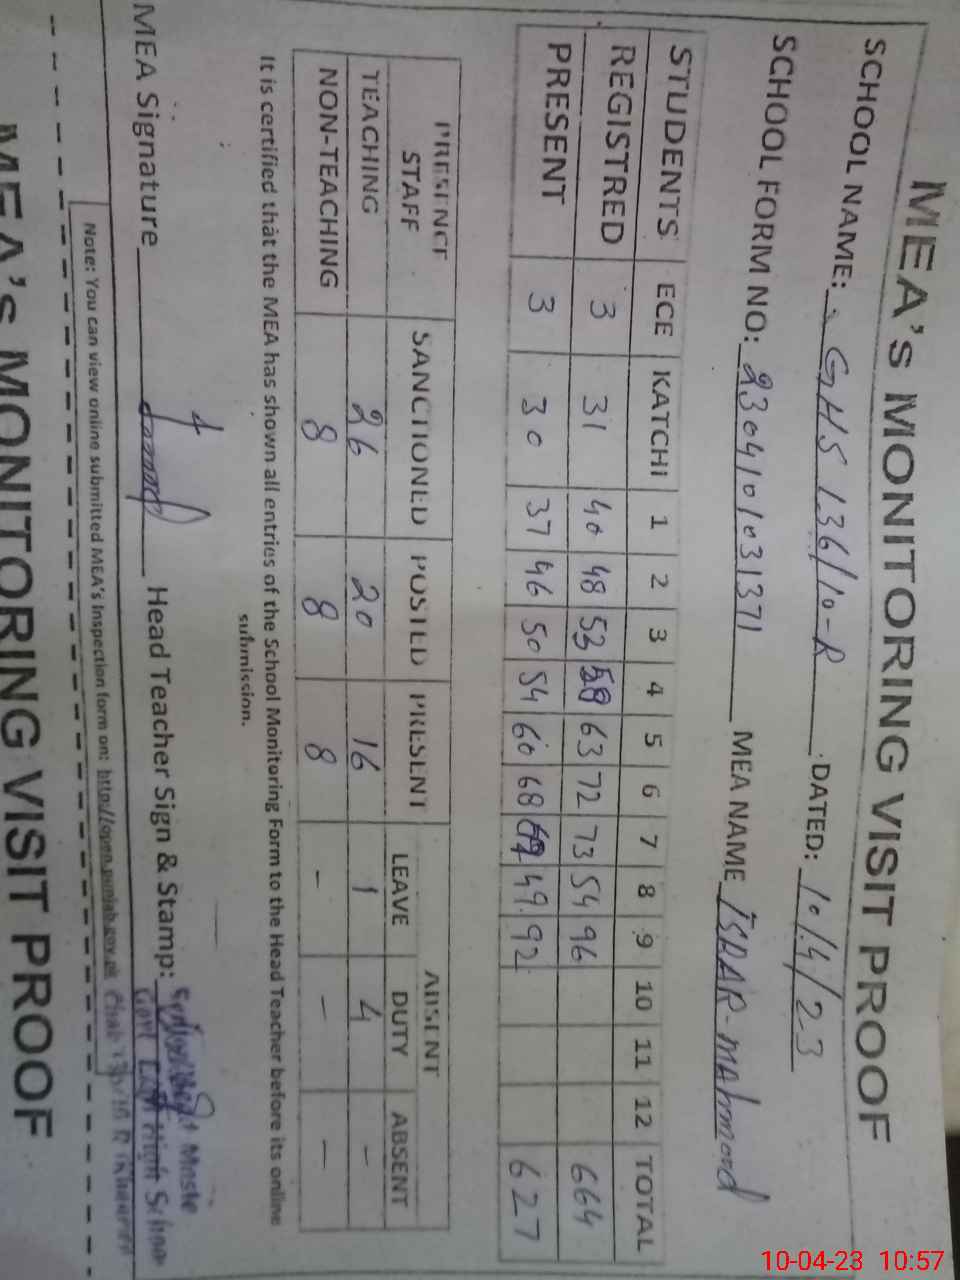 MEA'S MONITORING VISIT PROOF
SCHOOL NAME: GHS 136/10-R DATED: 10/4/23
SCHOOL FORM NO: 2304101031371 MEA NAME ISRAR-MAHMOOD
STUDENTS ECE KATCHI 1 2 3 4 5 6 7 8 9 10 11 12 TOTAL
REGISTRED 3 31 40 48 53 58 63 72 73 54 96 664
PRESENT 3 30 37 46 50 54 60 68 49 92 627
PRESENCE STAFF SANCTIONED POSTED PRESENT ABSENT
LEAVE DUTY ABSENT
TEACHING 26 20 16 1 4 -
NON-TEACHING 8 8 8 - - -
It is certified that the MEA has shown all entries of the School Monitoring Form to the Head Teacher before its online
submission.
MEA Signature Head Teacher Sign & Stamp:
Note: You can view online submitted MEA's Inspection form on: http://open.punjab.gov.pk
MEA'S MONITORING VISIT PROOF
10-04-23 10:57